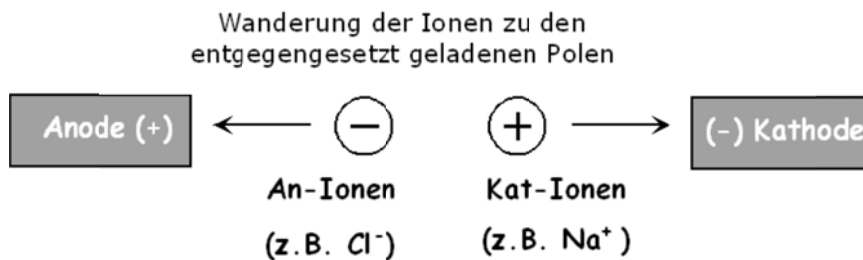 Wanderung der Ionen zu den
entgegengesetzt geladenen Polen
Anode (+)
−
+
(-) Kathode
An-Ionen
Kat-Ionen
(z.B. Cl⁻)
(z.B. Na⁺)